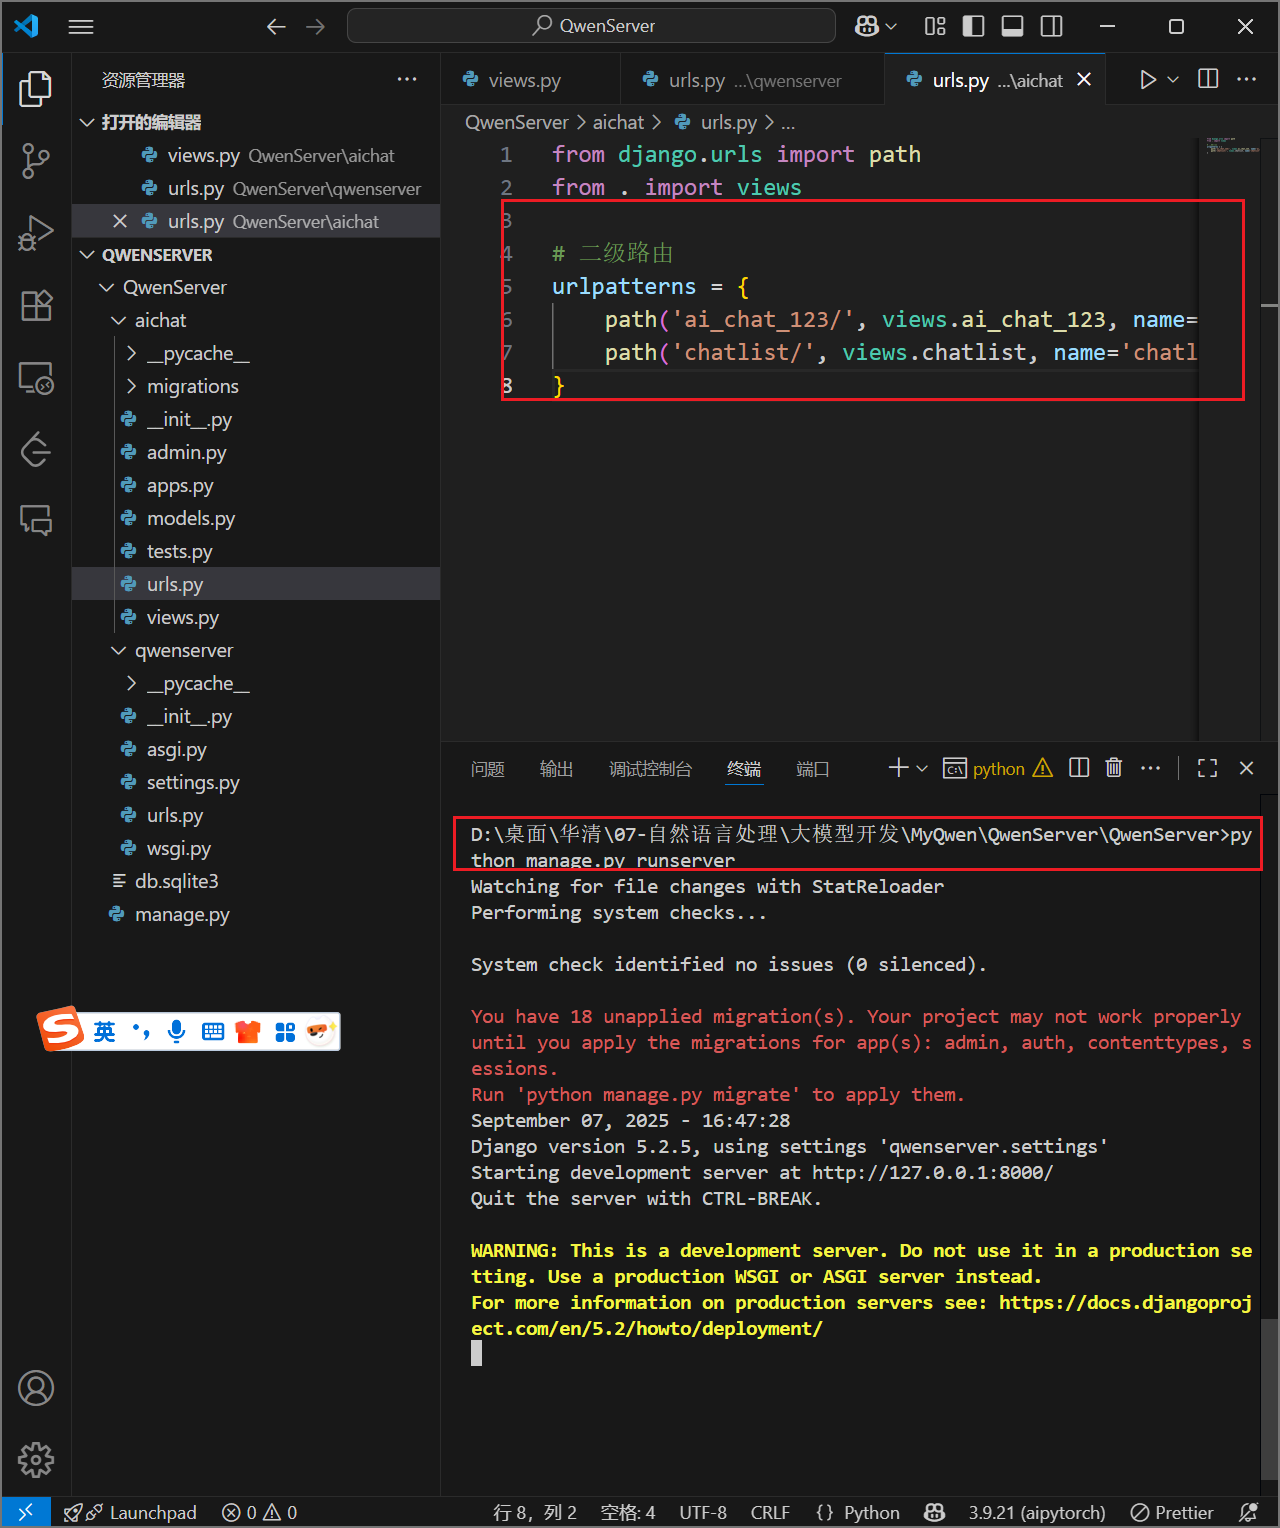 QwenServer
资源管理器
打开的编辑器
views.py QwenServer\aichat
urls.py QwenServer\qwenserver
urls.py QwenServer\aichat
QWENSERVER
QwenServer
aichat
__pycache__
migrations
__init__.py
admin.py
apps.py
models.py
tests.py
urls.py
views.py
qwenserver
__pycache__
__init__.py
asgi.py
settings.py
urls.py
wsgi.py
db.sqlite3
manage.py
英
views.py
urls.py ...\qwenserver
urls.py ...\aichat
QwenServer > aichat > urls.py > ...
1 from django.urls import path
2 from . import views
3
4 # 二级路由
5 urlpatterns = {
6 path('ai_chat_123/', views.ai_chat_123, name=
7 path('chatlist/', views.chatlist, name='chatl
8 }
问题 输出 调试控制台 终端 端口 python
D:\桌面\华清\07-自然语言处理\大模型开发\MyQwen\QwenServer\QwenServer>py
thon manage.py runserver
Watching for file changes with StatReloader
Performing system checks...
System check identified no issues (0 silenced).
You have 18 unapplied migration(s). Your project may not work properly
until you apply the migrations for app(s): admin, auth, contenttypes, s
essions.
Run 'python manage.py migrate' to apply them.
September 07, 2025 - 16:47:28
Django version 5.2.5, using settings 'qwenserver.settings'
Starting development server at http://127.0.0.1:8000/
Quit the server with CTRL-BREAK.
WARNING: This is a development server. Do not use it in a production se
tting. Use a production WSGI or ASGI server instead.
For more information on production servers see: https://docs.djangoproj
ect.com/en/5.2/howto/deployment/
Launchpad 0 0 行 8，列 2 空格: 4 UTF-8 CRLF {} Python 3.9.21 (aipytorch) Prettier